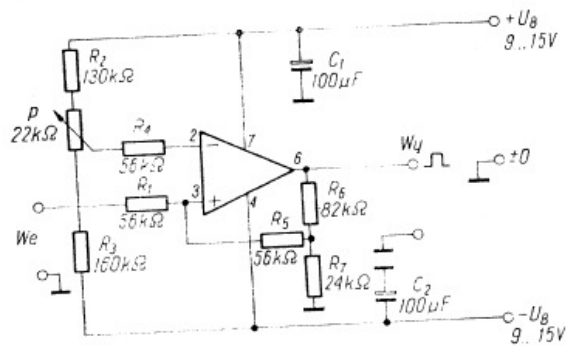 +U_B
9..15V
R₂
130kΩ
C₁
100µF
P
22kΩ
R₄
56kΩ
2
−
7
6
Wy
±0
R₁
56kΩ
3
+
4
R₆
82kΩ
We
R₅
56kΩ
R₃
160kΩ
R₇
24kΩ
C₂
100µF
−U_B
9..15V